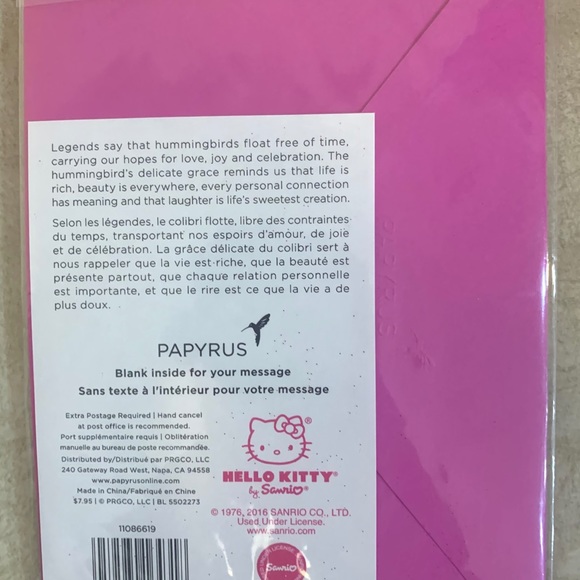 Legends say that hummingbirds float free of time,
carrying our hopes for love, joy and celebration. The
hummingbird's delicate grace reminds us that life is
rich, beauty is everywhere, every personal connection
has meaning and that laughter is life's sweetest creation.
Selon les légendes, le colibri flotte, libre des contraintes
du temps, transportant nos espoirs d'amour, de joie
et de célébration. La grâce délicate du colibri sert à
nous rappeler que la vie est riche, que la beauté est
présente partout, que chaque relation personnelle
est importante, et que le rire est ce que la vie a de
plus doux.
PAPYRUS
Blank inside for your message
Sans texte à l'intérieur pour votre message
Extra Postage Required | Hand cancel
at post office is recommended.
Port supplémentaire requis | Oblitération
manuelle au bureau de poste recommandée.
Distributed by/Distribué par PRGCO, LLC
240 Gateway Road West, Napa, CA 94558
www.papyrusonline.com
Made in China/Fabriqué en Chine
$7.95 | © PRGCO, LLC | BL 5502273
11086619
HELLO KITTY®
by Sanrio®
© 1976, 2016 SANRIO CO., LTD.
Used Under License.
www.sanrio.com
Sanrio